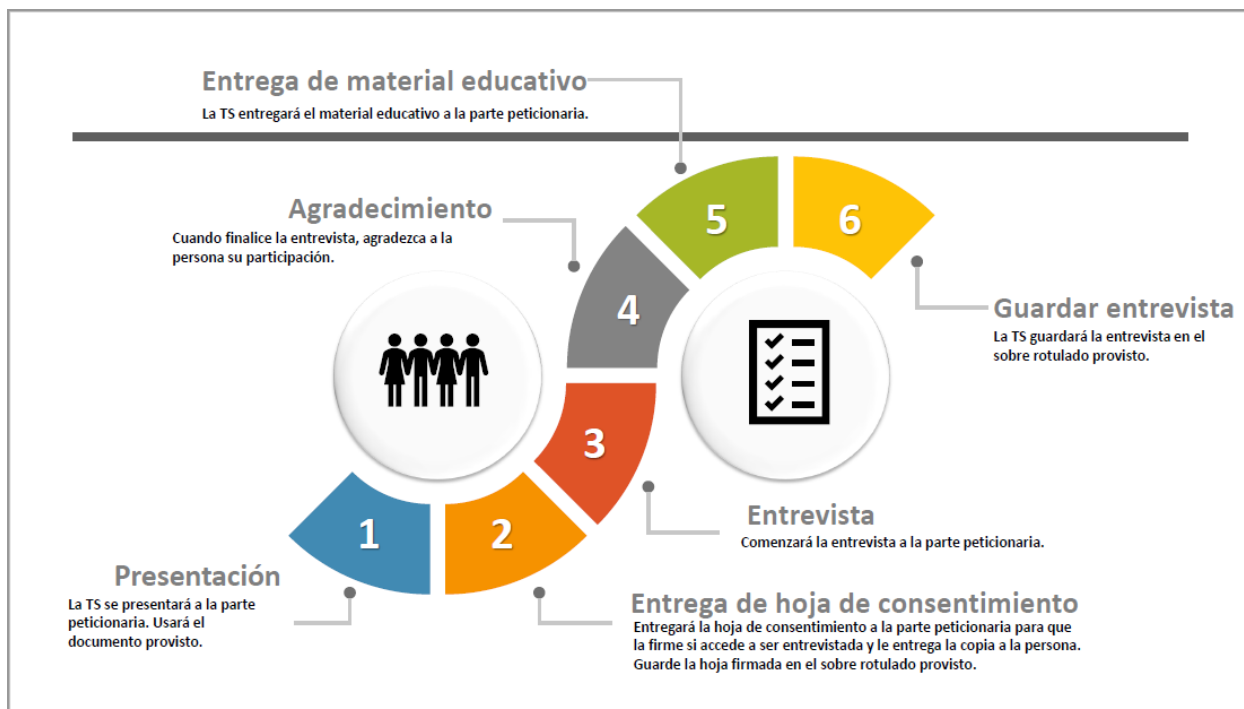 Entrega de material educativo
La TS entregará el material educativo a la parte peticionaria.
5
6
Agradecimiento
Cuando finalice la entrevista, agradezca a la
persona su participación.
4
Guardar entrevista
La TS guardará la entrevista en el
sobre rotulado provisto.
3
Entrevista
Comenzará la entrevista a la parte peticionaria.
1
2
Presentación
La TS se presentará a la parte
peticionaria. Usará el
documento provisto.
Entrega de hoja de consentimiento
Entregará la hoja de consentimiento a la parte peticionaria para que
la firme si accede a ser entrevistada y le entrega la copia a la persona.
Guarde la hoja firmada en el sobre rotulado provisto.